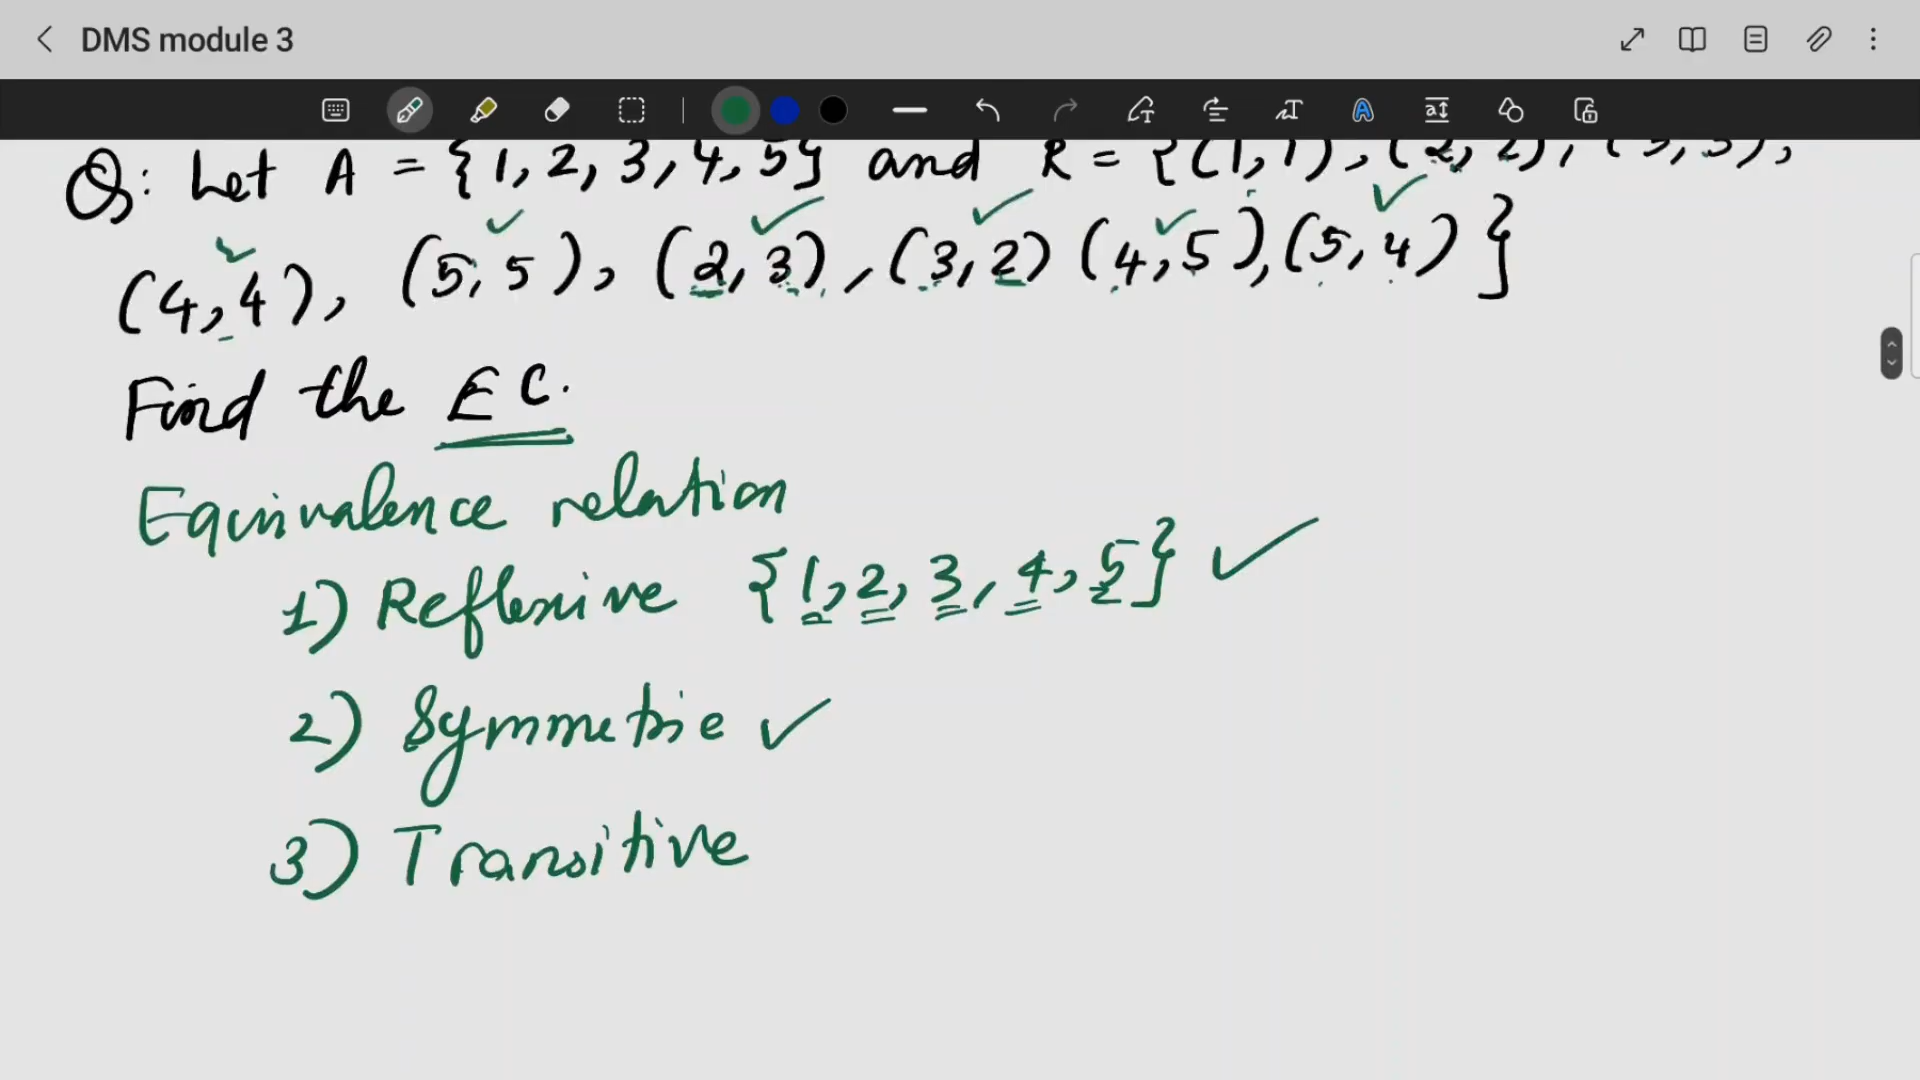 DMS module 3
Q: Let A = {1, 2, 3, 4, 5} and R = {(1,1), (2,2), (3,3),
(4,4), (5,5), (2,3), (3,2) (4,5), (5,4)}
Find the EC.
Equivalence relation
1) Reflexive {1, 2, 3, 4, 5} ✓
2) Symmetric ✓
3) Transitive